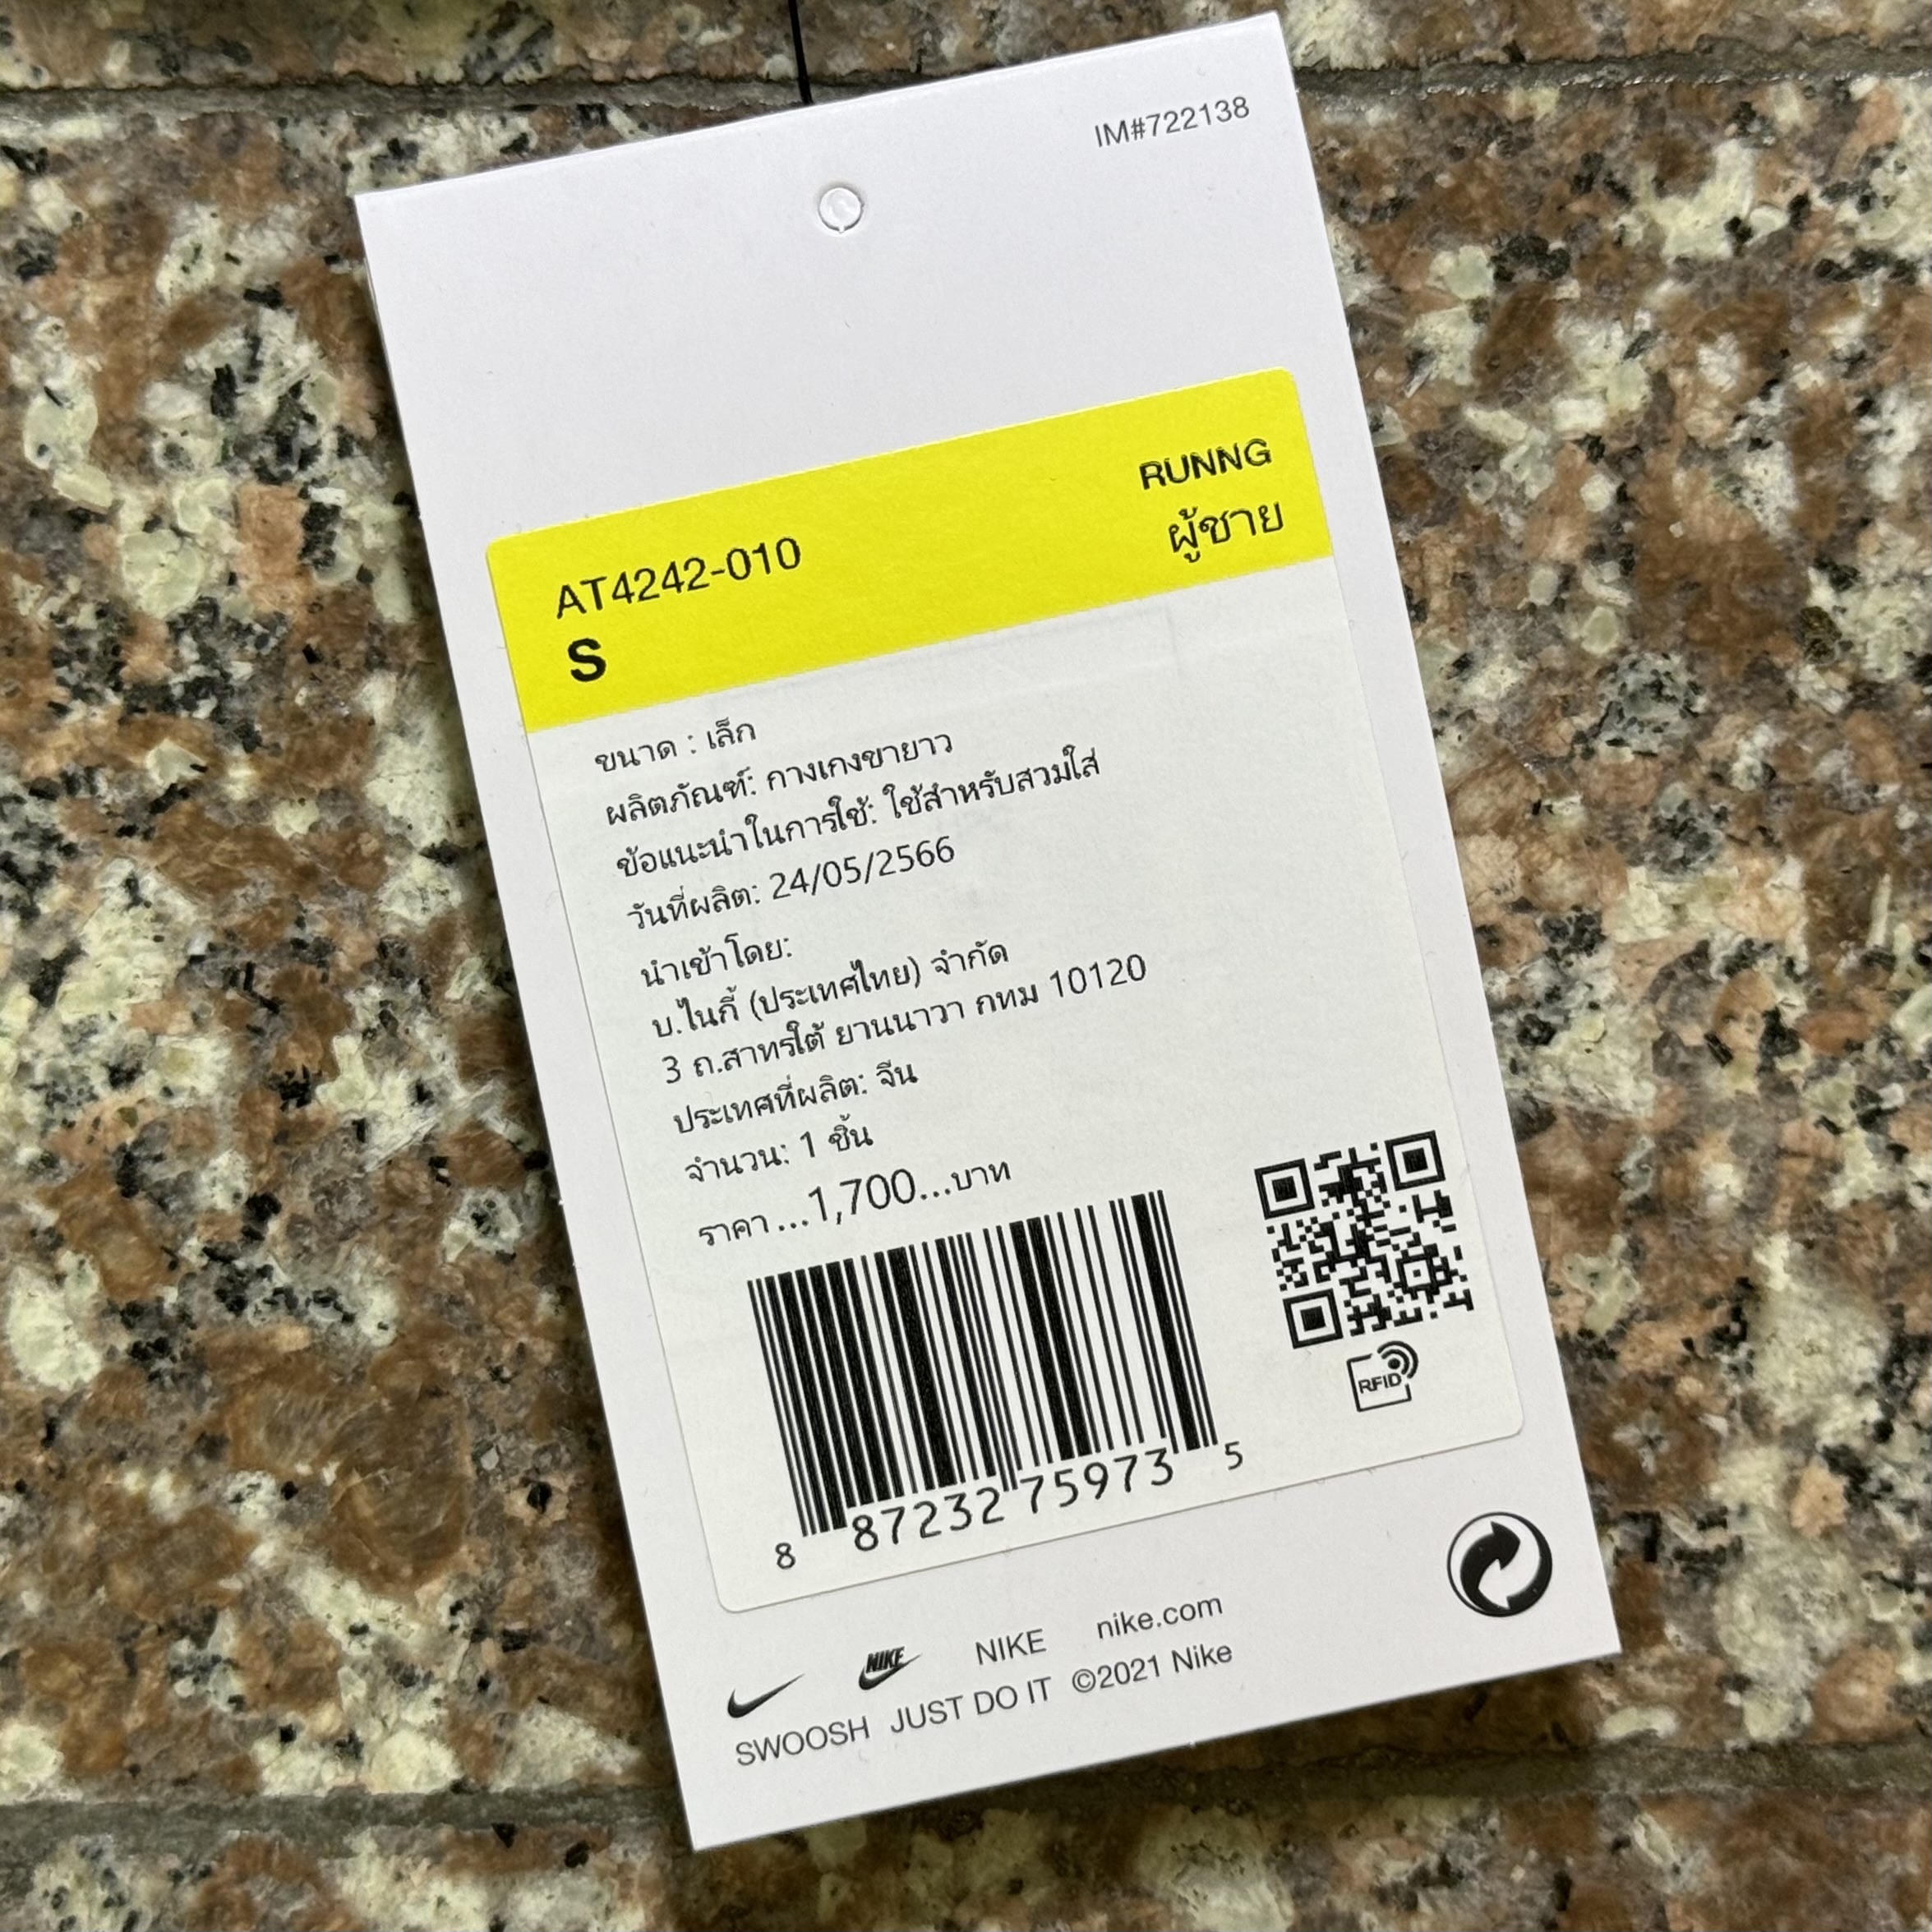 IM#722138
RUNNG
ผู้ชาย
AT4242-010
S
ขนาด : เล็ก
ผลิตภัณฑ์: กางเกงขายาว
ข้อแนะนำในการใช้: ใช้สำหรับสวมใส่
วันที่ผลิต: 24/05/2566
นำเข้าโดย:
บ.ไนกี้ (ประเทศไทย) จำกัด
3 ถ.สาทรใต้ ยานนาวา กทม 10120
ประเทศที่ผลิต: จีน
จำนวน: 1 ชิ้น
ราคา...1,700...บาท
8 87232 75973 5
RFID
NIKE NIKE nike.com
SWOOSH JUST DO IT ©2021 Nike